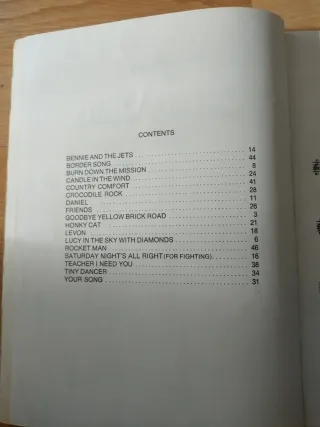 CONTENTS
BENNIE AND THE JETS 14
BORDER SONG 44
BURN DOWN THE MISSION 8
CANDLE IN THE WIND 24
COUNTRY COMFORT 41
CROCODILE ROCK 28
DANIEL 11
FRIENDS 26
GOODBYE YELLOW BRICK ROAD 3
HONKY CAT 21
LEVON 18
LUCY IN THE SKY WITH DIAMONDS 6
ROCKET MAN 46
SATURDAY NIGHT'S ALL RIGHT (FOR FIGHTING) 16
TEACHER I NEED YOU 38
TINY DANCER 34
YOUR SONG 31